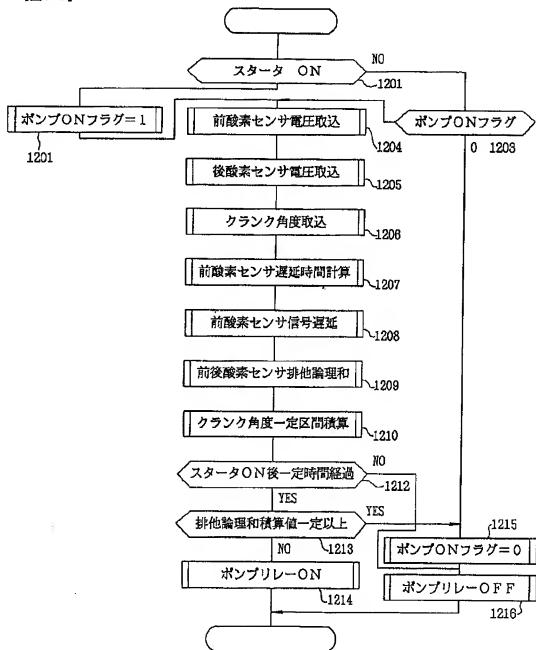 NO
スタータ ON
1201
ポンプONフラグ=1
1201
前酸素センサ電圧取込
1204
ポンプONフラグ
0 1203
後酸素センサ電圧取込
1205
クランク角度取込
1206
前酸素センサ遅延時間計算
1207
前酸素センサ信号遅延
1208
前後酸素センサ排他論理和
1209
クランク角度一定区間積算
1210
スタータON後一定時間経過
NO
1212
YES
排他論理和積算値一定以上
YES
1213
1215
ポンプONフラグ=0
NO
ポンプリレーON
1214
ポンプリレーOFF
1216